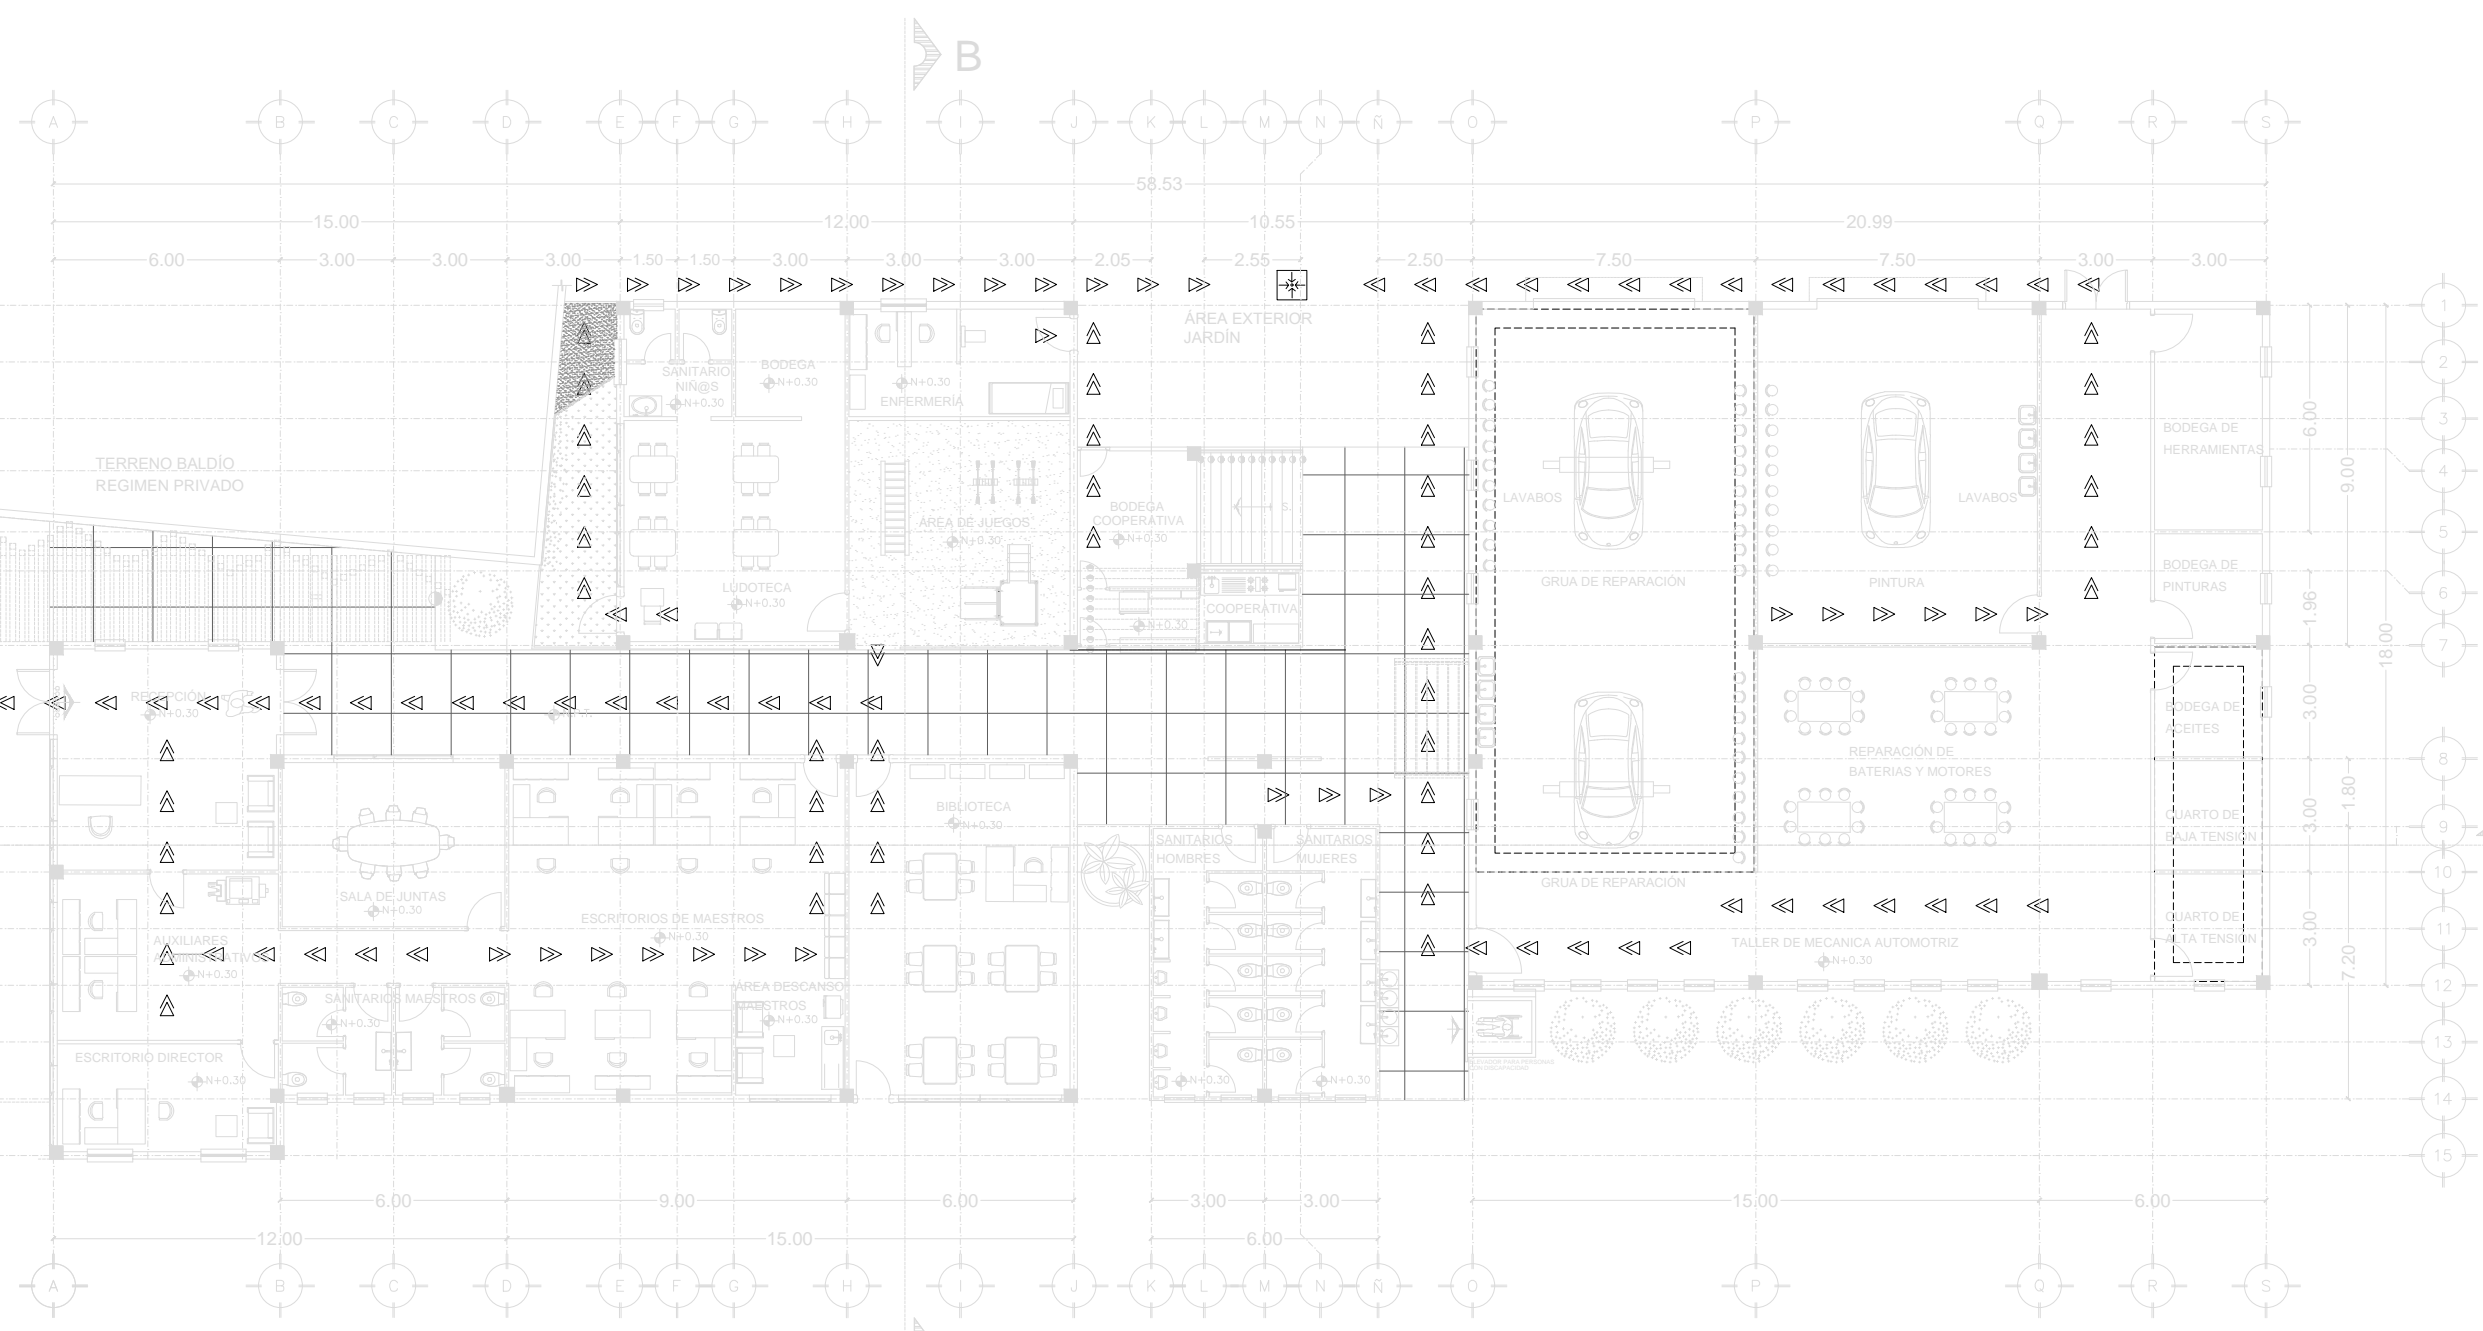 B
A B C D E F G H I J K L M N Ñ O P Q R S
58.53
15.00 12.00 10.55 20.99
6.00 3.00 3.00 3.00 1.50 1.50 3.00 3.00 3.00 2.05 2.55 2.50 7.50 7.50 3.00 3.00
1
ÁREA EXTERIOR
JARDÍN
2
SANITARIO
NIÑ@S
N+0.30
BODEGA
N+0.30
N+0.30
ENFERMERÍA
3
6.00
BODEGA DE
HERRAMIENTAS
TERRENO BALDÍO
REGIMEN PRIVADO
4
9.00
LAVABOS
LAVABOS
BODEGA
COOPERATIVA
N+0.30
S.
ÁREA DE JUEGOS
N+0.30
5
BODEGA DE
PINTURAS
GRUA DE REPARACIÓN
PINTURA
LUDOTECA
N+0.30
COOPERATIVA
N+0.30
6
1.96
7
18.00
RECEPCIÓN
N+0.30
N.T.
3.00
BODEGA DE
ACEITES
REPARACIÓN DE
BATERIAS Y MOTORES
8
1.80
3.00
BIBLIOTECA
N+0.30
CUARTO DE
BAJA TENSIÓN
9
SANITARIOS
HOMBRES
SANITARIOS
MUJERES
GRUA DE REPARACIÓN
10
SALA DE JUNTAS
N+0.30
ESCRITORIOS DE MAESTROS
N+0.30
CUARTO DE
ALTA TENSIÓN
3.00
11
AUXILIARES
ADMINISTRATIVOS
N+0.30
TALLER DE MECANICA AUTOMOTRIZ
N+0.30
7.20
12
SANITARIOS MAESTROS
N+0.30
ÁREA DESCANSO
MAESTROS
N+0.30
ESCRITORIO DIRECTOR
N+0.30
13
ELEVADOR PARA PERSONAS
CON DISCAPACIDAD
N+0.30
N+0.30
14
15
6.00 9.00 6.00 3.00 3.00 15.00 6.00
12.00 15.00 6.00
A B C D E F G H I J K L M N Ñ O P Q R S